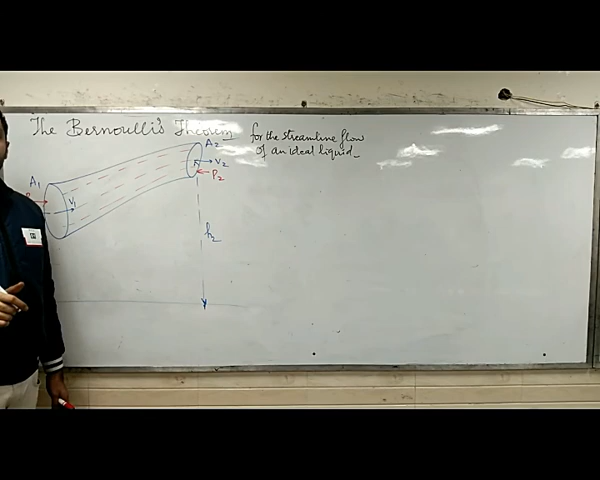 The Bernoulli's Theorem for the streamline flow
of an ideal liquid
A2
V2
P2
A1
V1
h2